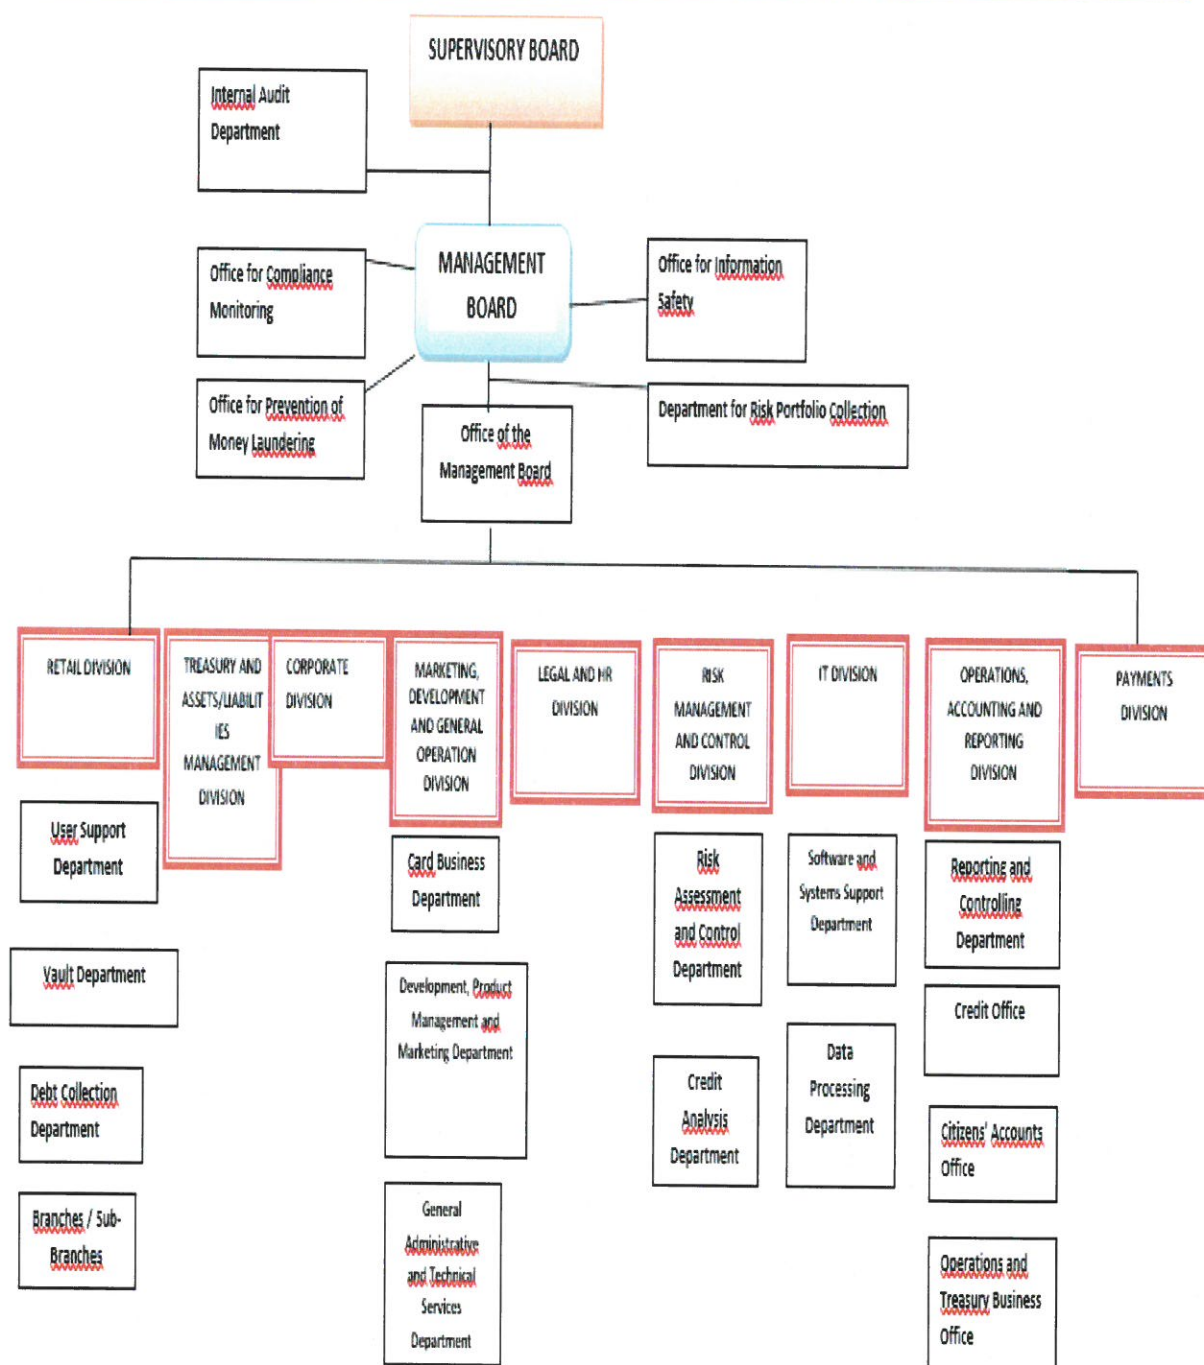 SUPERVISORY BOARD
Internal Audit
Department
MANAGEMENT
BOARD
Office for Compliance
Monitoring
Office for Information
Safety
Office for Prevention of
Money Laundering
Department for Risk Portfolio Collection
Office of the
Management Board
RETAIL DIVISION
TREASURY AND
ASSETS/LIABILIT
IES
MANAGEMENT
DIVISION
CORPORATE
DIVISION
MARKETING,
DEVELOPMENT
AND GENERAL
OPERATION
DIVISION
LEGAL AND HR
DIVISION
RISK
MANAGEMENT
AND CONTROL
DIVISION
IT DIVISION
OPERATIONS,
ACCOUNTING AND
REPORTING
DIVISION
PAYMENTS
DIVISION
User Support
Department
Vault Department
Debt Collection
Department
Branches / Sub-
Branches
Card Business
Department
Development, Product
Management and
Marketing Department
General
Administrative
and Technical
Services
Department
Risk
Assessment
and Control
Department
Credit
Analysis
Department
Software and
Systems Support
Department
Data
Processing
Department
Reporting and
Controlling
Department
Credit Office
Citizens' Accounts
Office
Operations and
Treasury Business
Office